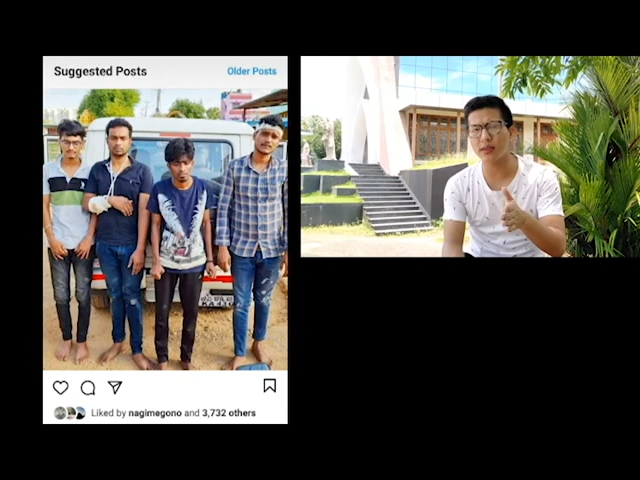 Suggested Posts
Older Posts
Liked by nagimegono and 3,732 others